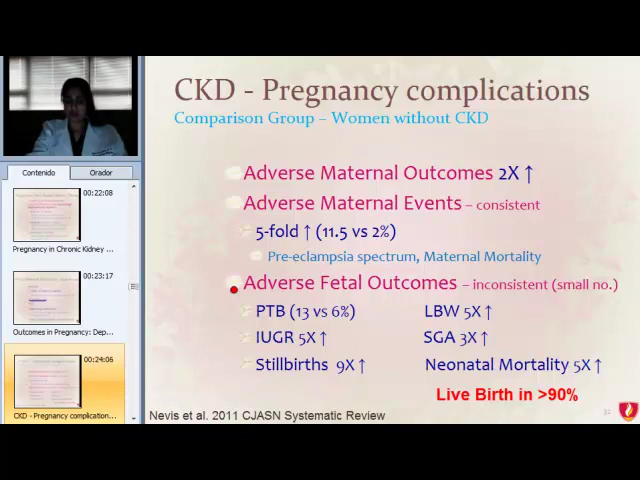 CKD - Pregnancy complications
Comparison Group – Women without CKD
Adverse Maternal Outcomes 2X ↑
Adverse Maternal Events – consistent
5-fold ↑ (11.5 vs 2%)
Pre-eclampsia spectrum, Maternal Mortality
Adverse Fetal Outcomes – inconsistent (small no.)
PTB (13 vs 6%) LBW 5X ↑
IUGR 5X ↑ SGA 3X ↑
Stillbirths 9X ↑ Neonatal Mortality 5X ↑
Live Birth in >90%
Nevis et al. 2011 CJASN Systematic Review
Contenido Orador
00:22:08
Pregnancy in Chronic Kidney ...
00:23:17
Outcomes in Pregnancy: Dep...
00:24:06
CKD - Pregnancy complication...